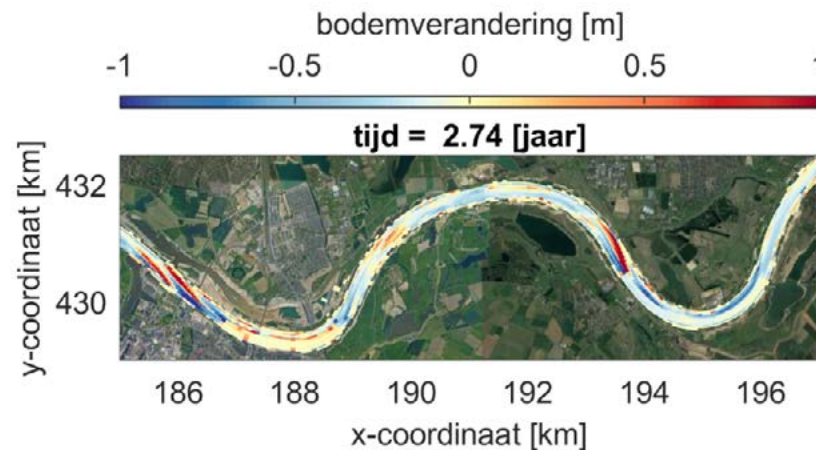 bodemverandering [m]
-1 -0.5 0 0.5 1
tijd = 2.74 [jaar]
y-coordinaat [km]
432
430
186 188 190 192 194 196
x-coordinaat [km]